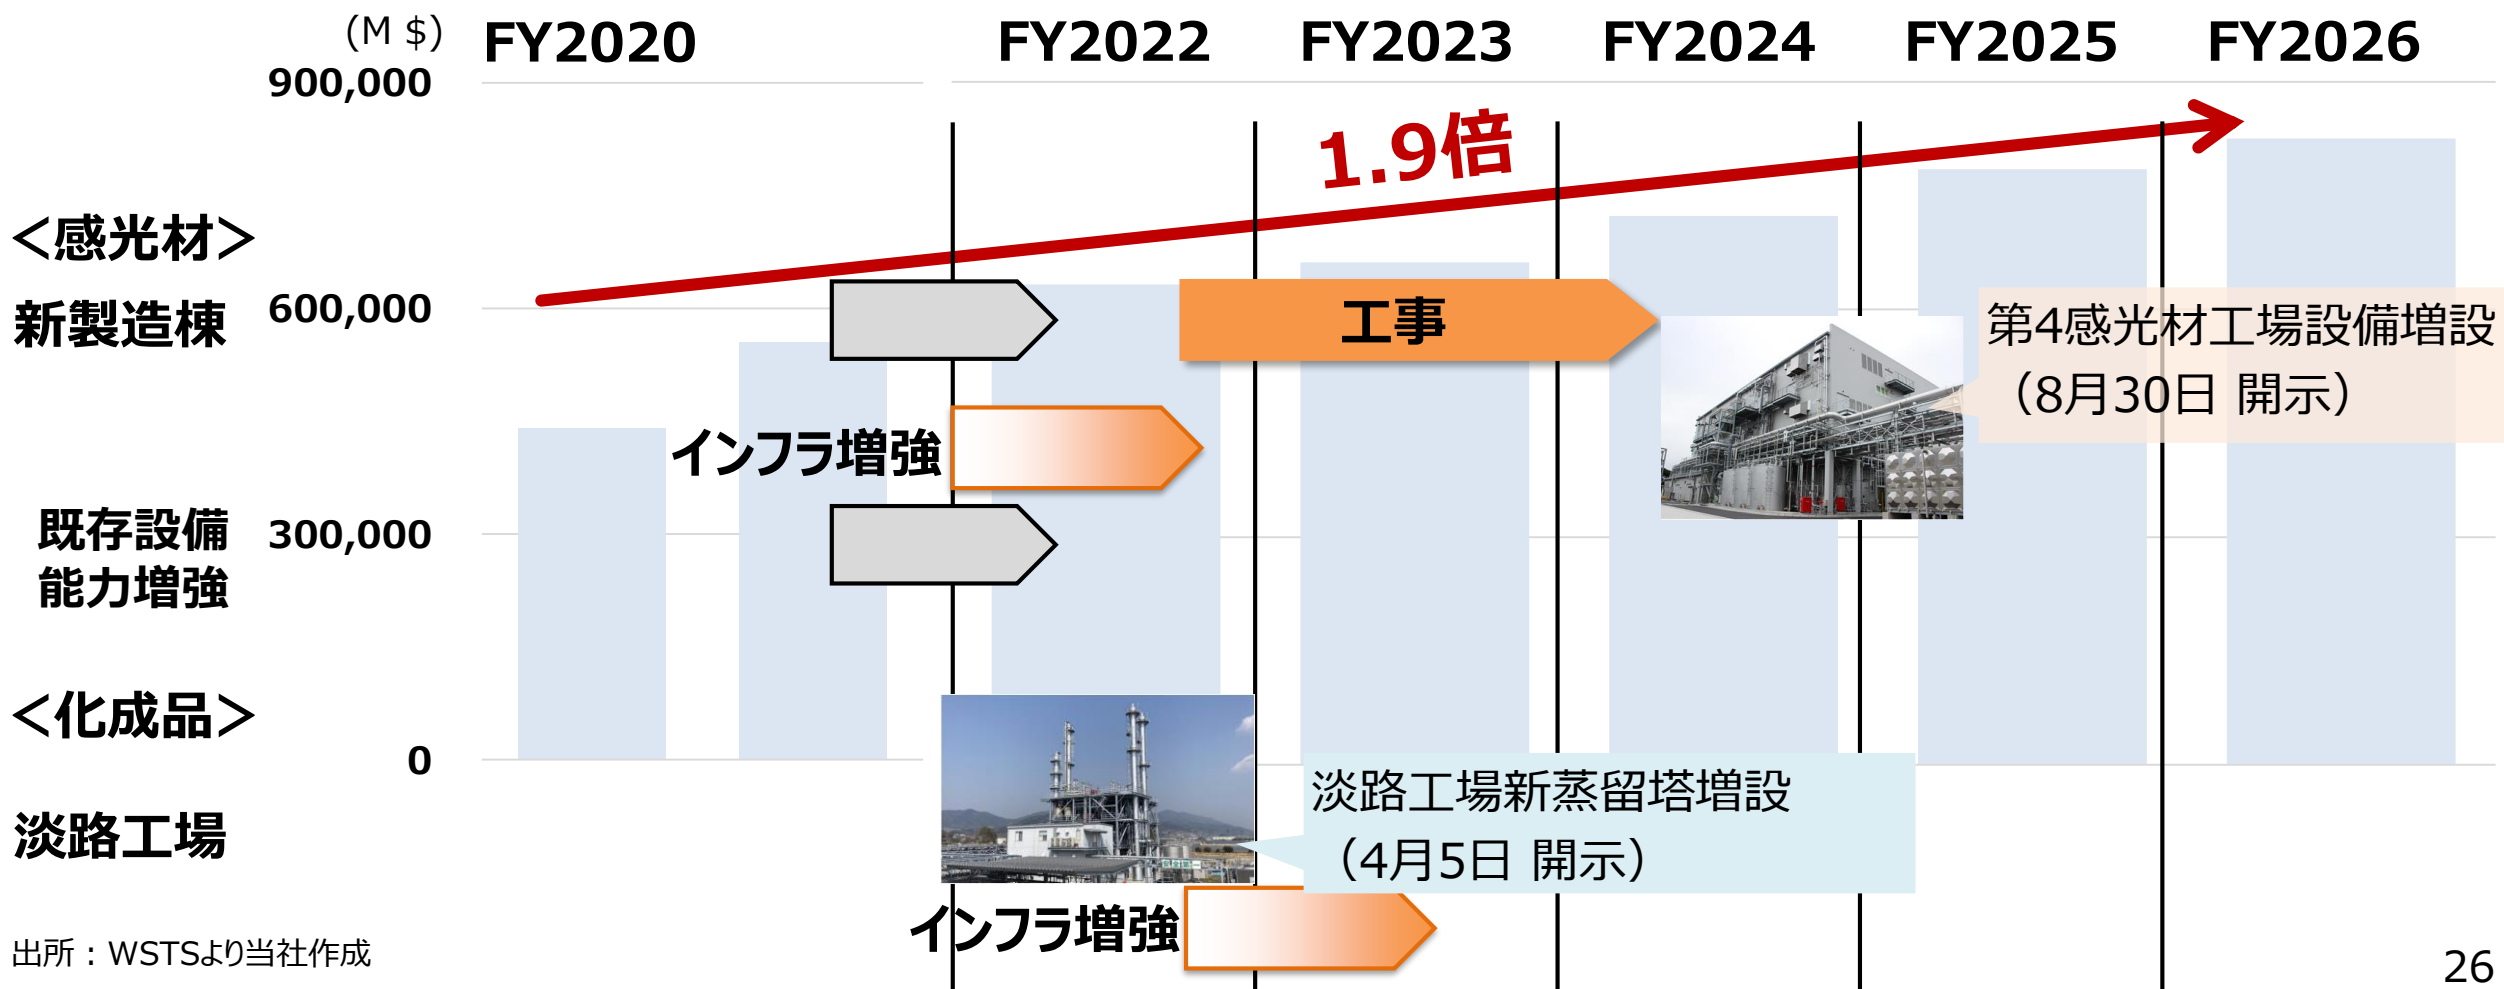 （M $）
FY2020 FY2022 FY2023 FY2024 FY2025 FY2026
900,000
1.9倍
＜感光材＞
新製造棟
600,000
工事
第4感光材工場設備増設
（8月30日 開示）
インフラ増強
既存設備
能力増強
300,000
＜化成品＞
0
淡路工場新蒸留塔増設
（4月5日 開示）
淡路工場
インフラ増強
出所：WSTSより当社作成
26